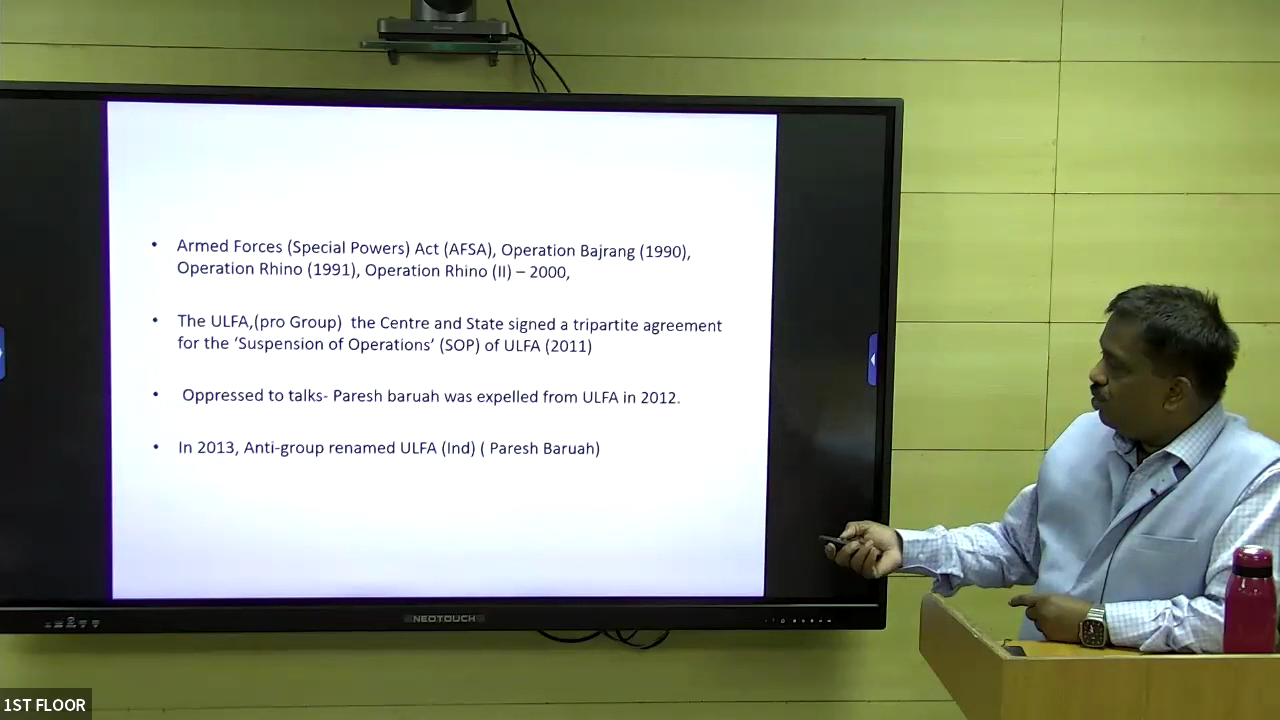 • Armed Forces (Special Powers) Act (AFSA), Operation Bajrang (1990),
Operation Rhino (1991), Operation Rhino (II) – 2000,
• The ULFA,(pro Group)  the Centre and State signed a tripartite agreement
for the ‘Suspension of Operations’ (SOP) of ULFA (2011)
• Oppressed to talks- Paresh baruah was expelled from ULFA in 2012.
• In 2013, Anti-group renamed ULFA (Ind) ( Paresh Baruah)
NEOTOUCH
1ST FLOOR